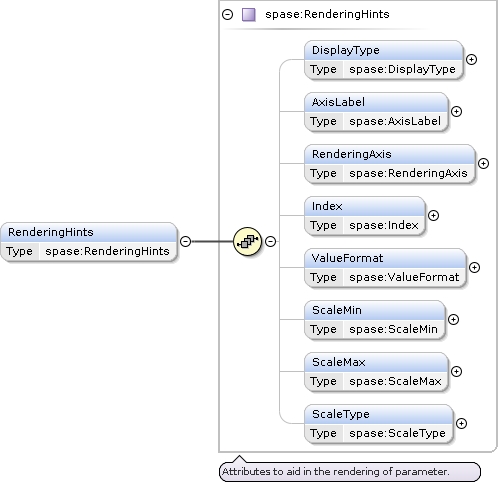 spase:RenderingHints
DisplayType
Type spase:DisplayType
AxisLabel
Type spase:AxisLabel
RenderingAxis
Type spase:RenderingAxis
Index
Type spase:Index
RenderingHints
Type spase:RenderingHints
ValueFormat
Type spase:ValueFormat
ScaleMin
Type spase:ScaleMin
ScaleMax
Type spase:ScaleMax
ScaleType
Type spase:ScaleType
Attributes to aid in the rendering of parameter.